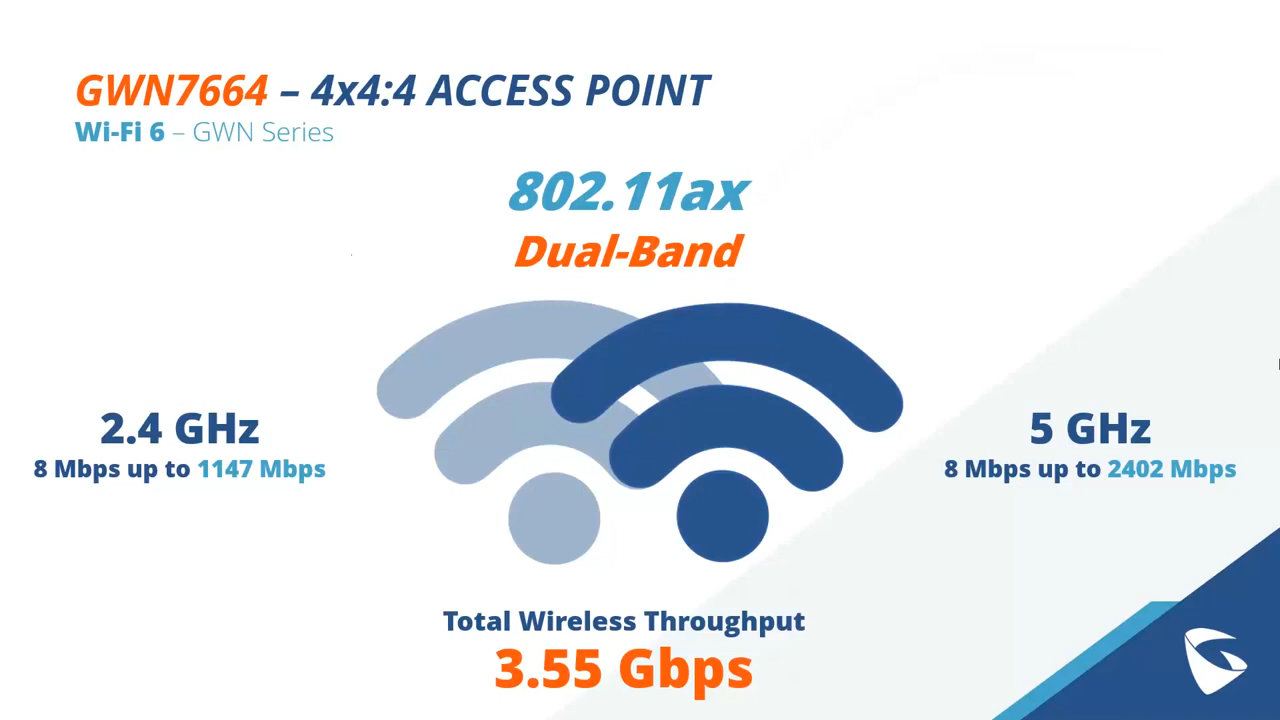 GWN7664 – 4x4:4 ACCESS POINT
Wi-Fi 6 – GWN Series
802.11ax
Dual-Band
2.4 GHz
8 Mbps up to 1147 Mbps
5 GHz
8 Mbps up to 2402 Mbps
Total Wireless Throughput
3.55 Gbps